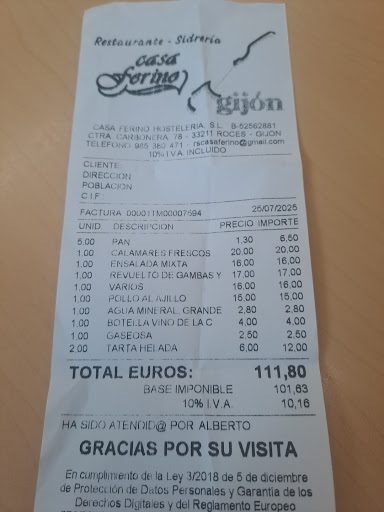 Restaurante - Sidrería
casa
ferino
gijón
CASA FERINO HOSTELERIA, S.L. B-52562881
CTRA. CARBONERA 78 - 33211 ROCES - GIJON
TELEFONO: 985 380 471 - rscasaferino@gmail.com
10% I.V.A. INCLUIDO
CLIENTE:
DIRECCION
POBLACION
C.I.F.:
FACTURA 00001TM00007694 25/07/2025
UNID DESCRIPCION PRECIO IMPORTE
5.00 PAN 1,30 6,50
1.00 CALAMARES FRESCOS 20,00 20,00
1.00 ENSALADA MIXTA 16,00 16,00
1.00 REVUELTO DE GAMBAS Y 17,00 17,00
1.00 VARIOS 16,00 16,00
1.00 POLLO AL AJILLO 15,00 15,00
1.00 AGUA MINERAL GRANDE 2,80 2,80
1.00 BOTELLA VINO DE LA C 4,00 4,00
1.00 GASEOSA 2,50 2,50
2.00 TARTA HELADA 6,00 12,00
TOTAL EUROS: 111,80
BASE IMPONIBLE 101,63
10% I.V.A. 10,16
HA SIDO ATENDID@ POR ALBERTO
GRACIAS POR SU VISITA
En cumplimiento de la Ley 3/2018 de 5 de diciembre
de Protección de Datos Personales y Garantía de los
Derechos Digitales y del Reglamento Europeo